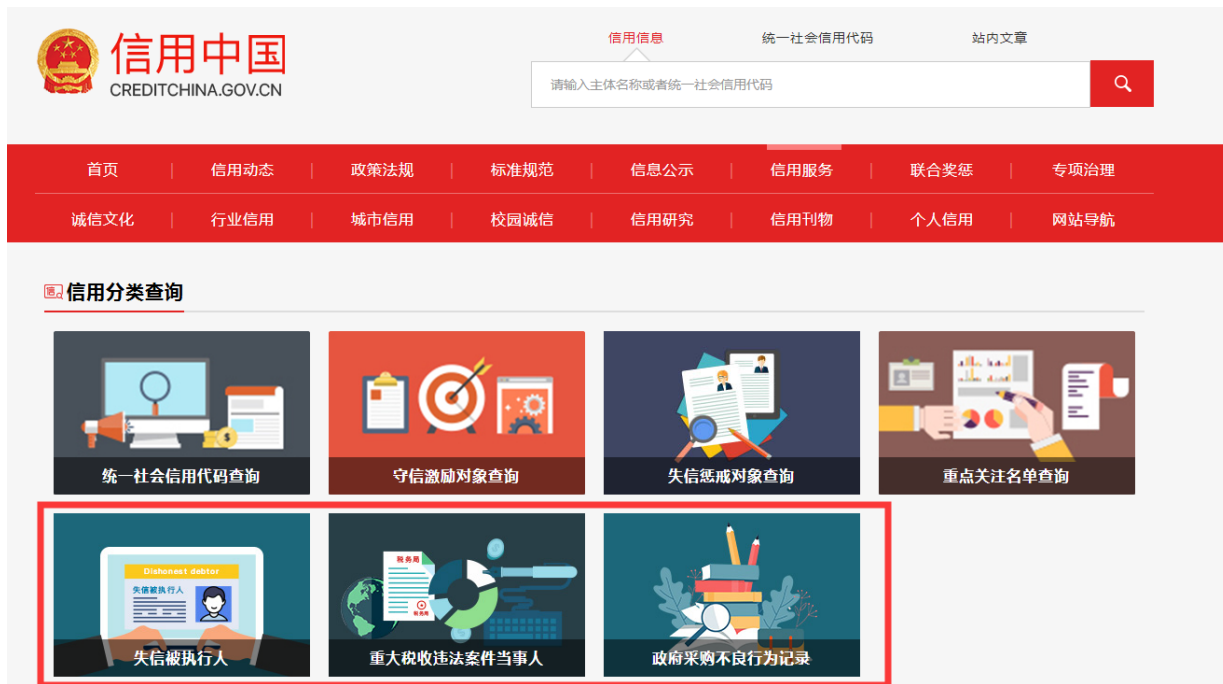 信用中国
CREDITCHINA.GOV.CN
信用信息 统一社会信用代码 站内文章
请输入主体名称或者统一社会信用代码
首页 信用动态 政策法规 标准规范 信息公示 信用服务 联合奖惩 专项治理
诚信文化 行业信用 城市信用 校园诚信 信用研究 信用刊物 个人信用 网站导航
信用分类查询
统一社会信用代码查询 守信激励对象查询 失信惩戒对象查询 重点关注名单查询
Dishonest debtor
失信被执行人
税务局
税务局
失信被执行人 重大税收违法案件当事人 政府采购不良行为记录